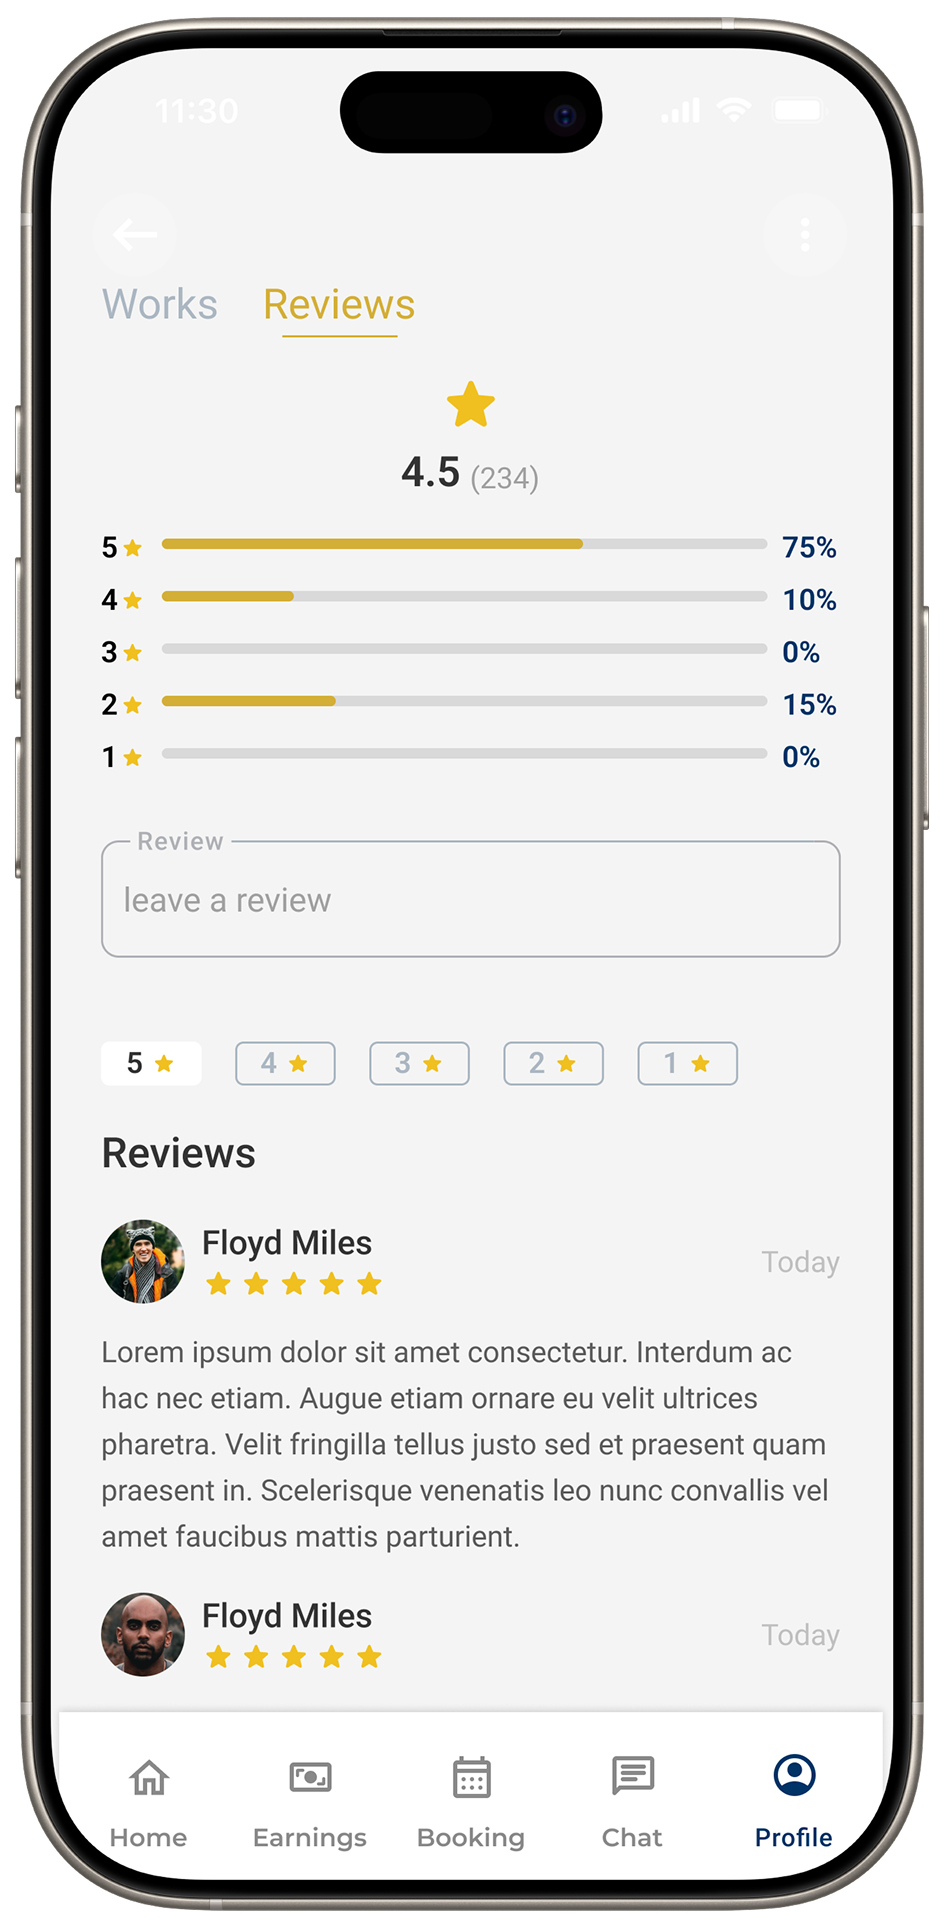 11:30
Works Reviews
4.5 (234)
5 75%
4 10%
3 0%
2 15%
1 0%
Review
leave a review
5 4 3 2 1
Reviews
Floyd Miles
Today
Lorem ipsum dolor sit amet consectetur. Interdum ac
hac nec etiam. Augue etiam ornare eu velit ultrices
pharetra. Velit fringilla tellus justo sed et praesent quam
praesent in. Scelerisque venenatis leo nunc convallis vel
amet faucibus mattis parturient.
Floyd Miles
Today
Home Earnings Booking Chat Profile